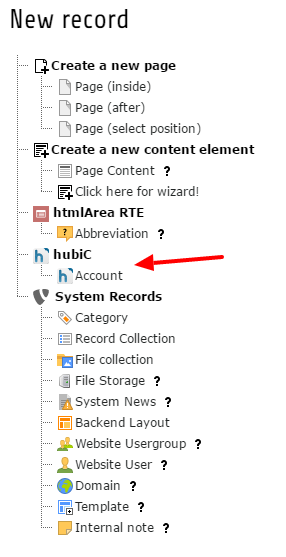 New record
Create a new page
Page (inside)
Page (after)
Page (select position)
Create a new content element
Page Content ?
Click here for wizard!
htmlArea RTE
Abbreviation ?
hubiC
Account
System Records
Category
Record Collection
File collection
File Storage ?
System News ?
Backend Layout
Website Usergroup ?
Website User ?
Domain ?
Template ?
Internal note ?